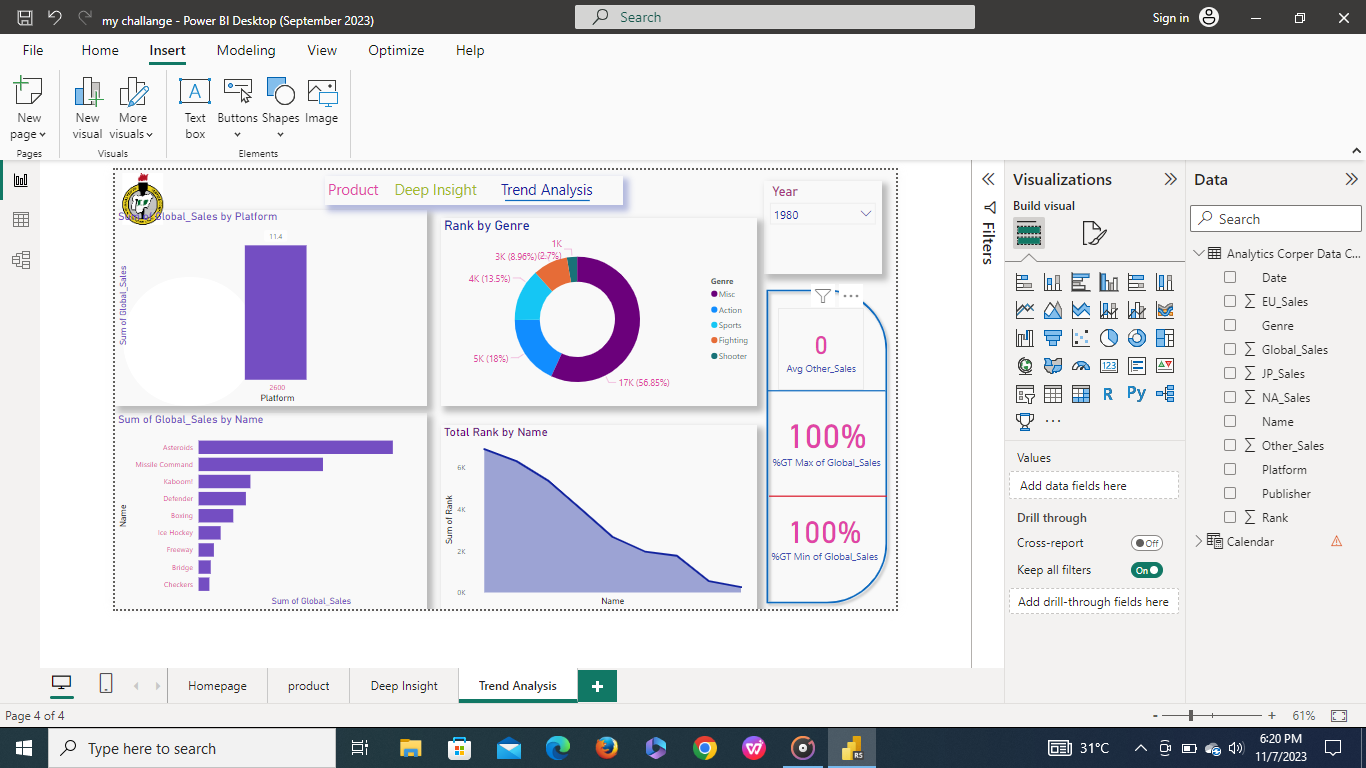 my challange - Power BI Desktop (September 2023)
Search
Sign in
File Home Insert Modeling View Optimize Help
New page
New visual
More visuals
Text box
Buttons
Shapes
Image
Pages
Visuals
Elements
Product Deep Insight Trend Analysis
Year
1980
Sum of Global_Sales by Platform
11.4
Sum of Global_Sales
2600
Platform
Rank by Genre
1K (2.7%)
3K (8.96%)
4K (13.5%)
5K (18%)
17K (56.85%)
Genre
Misc
Action
Sports
Fighting
Shooter
0
Avg Other_Sales
100%
%GT Max of Global_Sales
100%
%GT Min of Global_Sales
Sum of Global_Sales by Name
Name
Asteroids
Missile Command
Kaboom!
Defender
Boxing
Ice Hockey
Freeway
Bridge
Checkers
Sum of Global_Sales
Total Rank by Name
Sum of Rank
6K
4K
2K
0K
Name
Filters
Visualizations
Build visual
R Py
123
Values
Add data fields here
Drill through
Cross-report Off
Keep all filters On
Add drill-through fields here
Data
Search
Analytics Corper Data C...
Date
EU_Sales
Genre
Global_Sales
JP_Sales
NA_Sales
Name
Other_Sales
Platform
Publisher
Rank
Calendar
Homepage product Deep Insight Trend Analysis
Page 4 of 4
61%
Type here to search
31°C
6:20 PM
11/7/2023